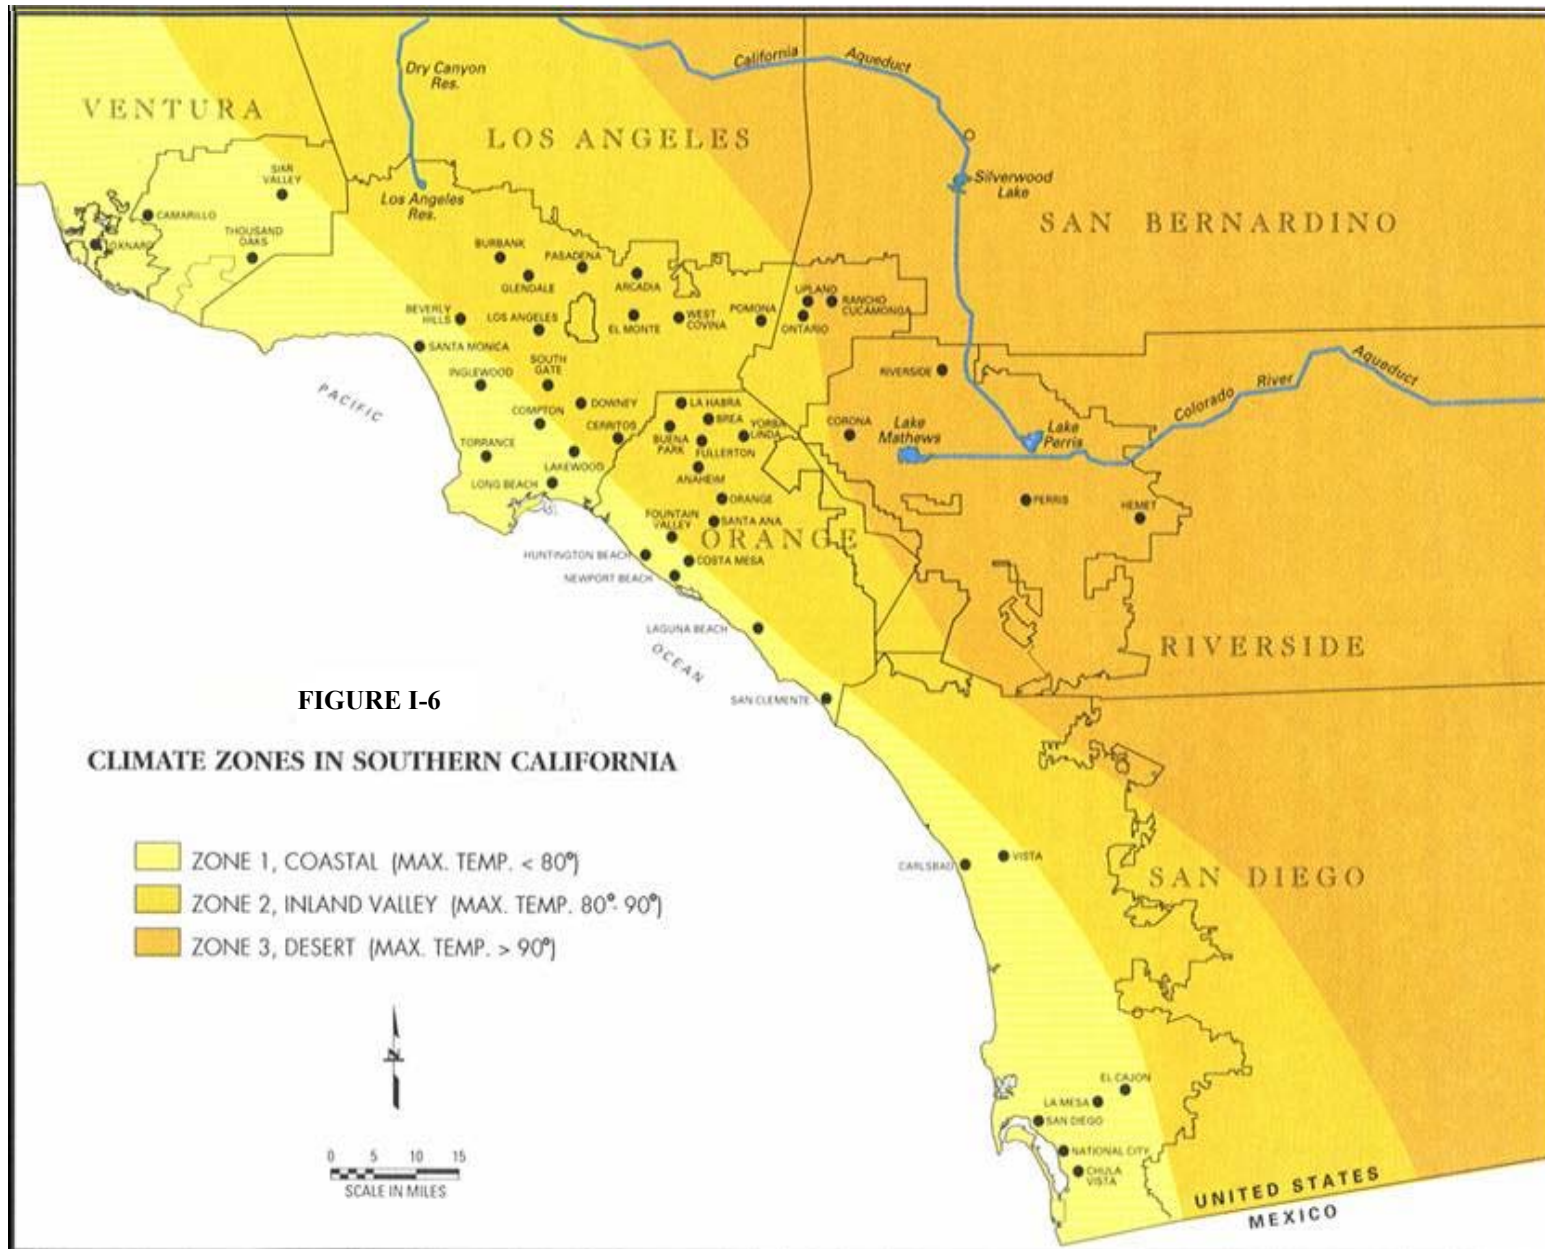 Dry Canyon
Res.
California
Aqueduct
VENTURA
LOS ANGELES
SIMI
VALLEY
Los Angeles
Res.
Silverwood
Lake
SAN BERNARDINO
CAMARILLO
OXNARD
THOUSAND
OAKS
BURBANK
PASADENA
GLENDALE
ARCADIA
BEVERLY
HILLS
LOS ANGELES
EL MONTE
WEST
COVINA
POMONA
UPLAND
RANCHO
CUCAMONGA
ONTARIO
SANTA MONICA
INGLEWOOD
SOUTH
GATE
RIVERSIDE
Colorado
River
Aqueduct
PACIFIC
COMPTON
DOWNEY
LA HABRA
BREA
YORBA
LINDA
CORONA
Lake
Mathews
Lake
Perris
CERRITOS
BUENA
PARK
FULLERTON
TORRANCE
LAKEWOOD
ANAHEIM
LONG BEACH
ORANGE
PERRIS
HEMET
FOUNTAIN
VALLEY
SANTA ANA
ORANGE
HUNTINGTON BEACH
COSTA MESA
NEWPORT BEACH
LAGUNA BEACH
OCEAN
RIVERSIDE
SAN CLEMENTE
FIGURE I-6
CLIMATE ZONES IN SOUTHERN CALIFORNIA
ZONE 1, COASTAL (MAX. TEMP. < 80°)
ZONE 2, INLAND VALLEY (MAX. TEMP. 80°- 90°)
ZONE 3, DESERT (MAX. TEMP. > 90°)
CARLSBAD
VISTA
SAN DIEGO
N
0 5 10 15
SCALE IN MILES
EL CAJON
LA MESA
SAN DIEGO
NATIONAL CITY
CHULA
VISTA
UNITED STATES
MEXICO